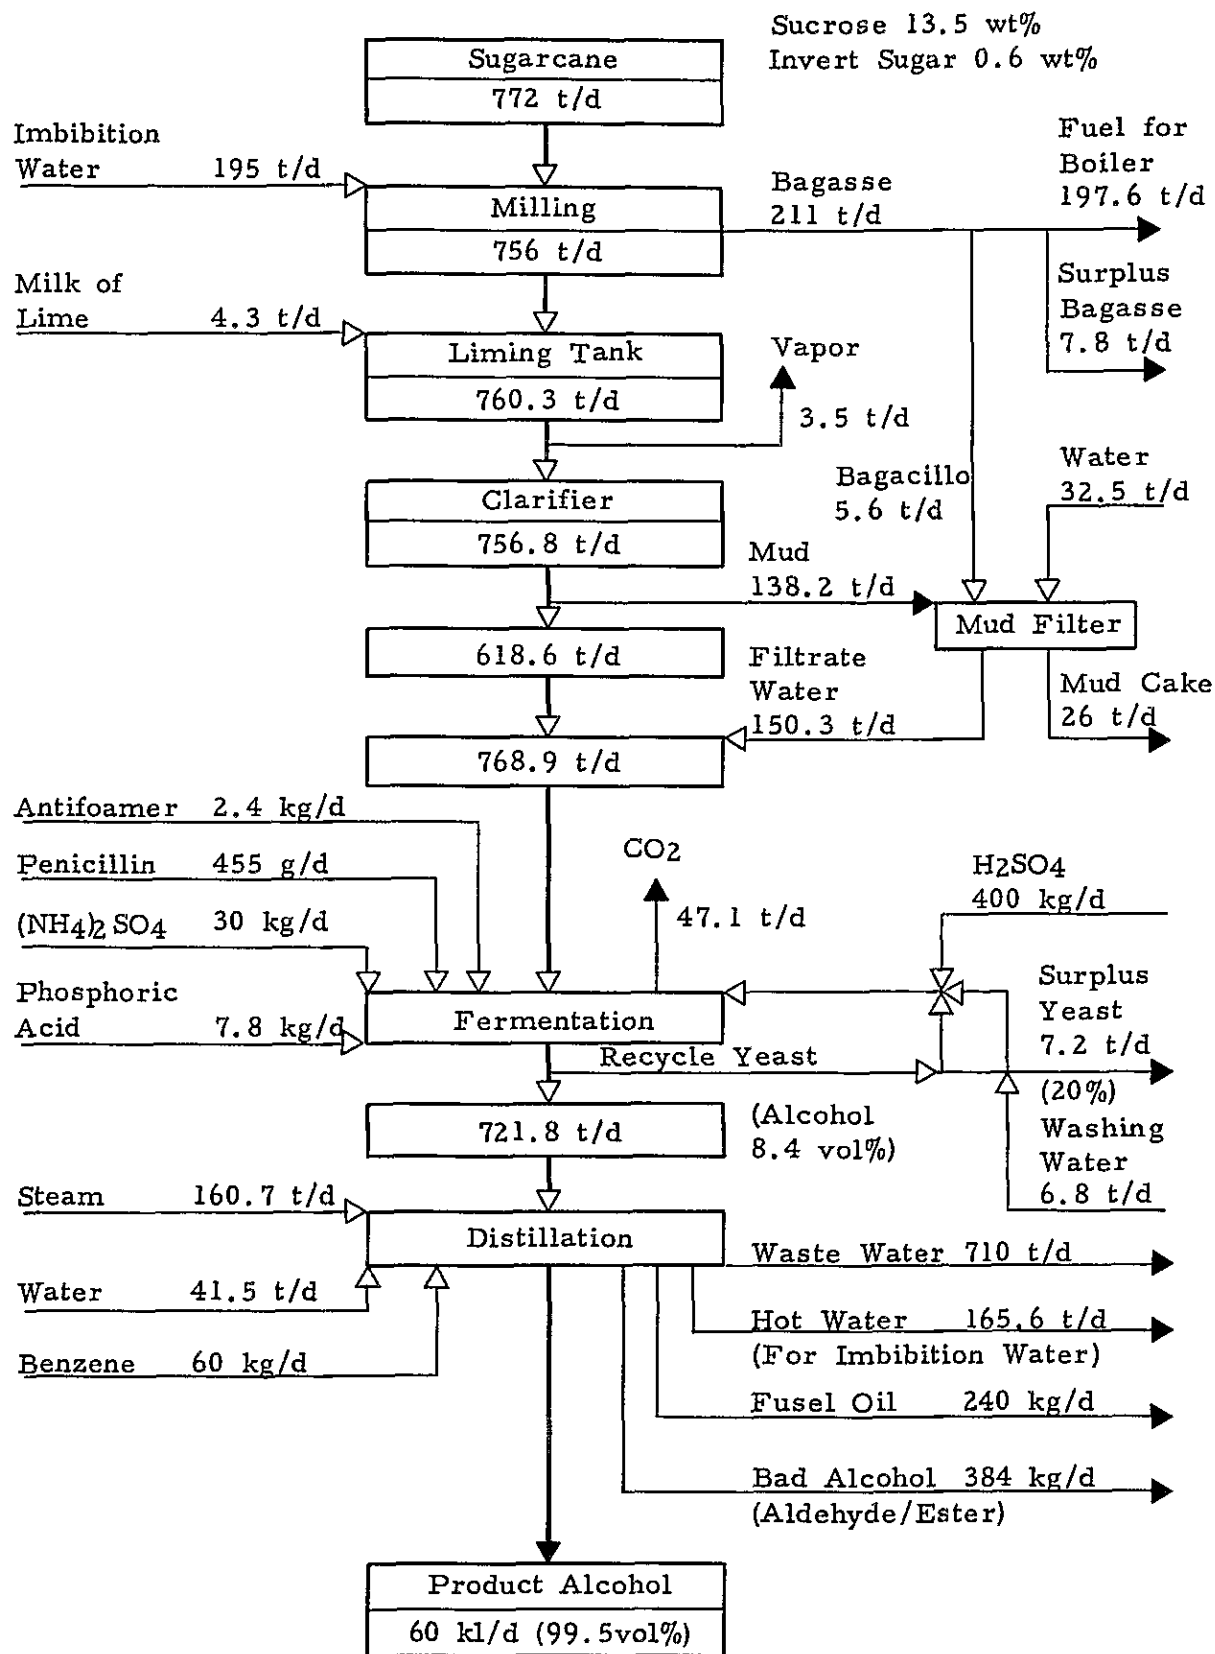 Sucrose 13.5 wt%
Invert Sugar 0.6 wt%
Sugarcane
772 t/d
Imbibition
Water 195 t/d
Milling
756 t/d
Bagasse
211 t/d
Fuel for
Boiler
197.6 t/d
Surplus
Bagasse
7.8 t/d
Milk of
Lime 4.3 t/d
Liming Tank
760.3 t/d
Vapor
3.5 t/d
Clarifier
756.8 t/d
Bagacillo
5.6 t/d
Water
32.5 t/d
Mud
138.2 t/d
Mud Filter
618.6 t/d
Filtrate
Water
150.3 t/d
Mud Cake
26 t/d
768.9 t/d
Antifoamer 2.4 kg/d
Penicillin 455 g/d
(NH4)2 SO4 30 kg/d
Phosphoric
Acid 7.8 kg/d
CO2
47.1 t/d
H2SO4
400 kg/d
Fermentation
Recycle Yeast
Surplus
Yeast
7.2 t/d
(20%)
Washing
Water
6.8 t/d
721.8 t/d
(Alcohol
8.4 vol%)
Steam 160.7 t/d
Distillation
Water 41.5 t/d
Benzene 60 kg/d
Waste Water 710 t/d
Hot Water 165.6 t/d
(For Imbibition Water)
Fusel Oil 240 kg/d
Bad Alcohol 384 kg/d
(Aldehyde/Ester)
Product Alcohol
60 kl/d (99.5vol%)